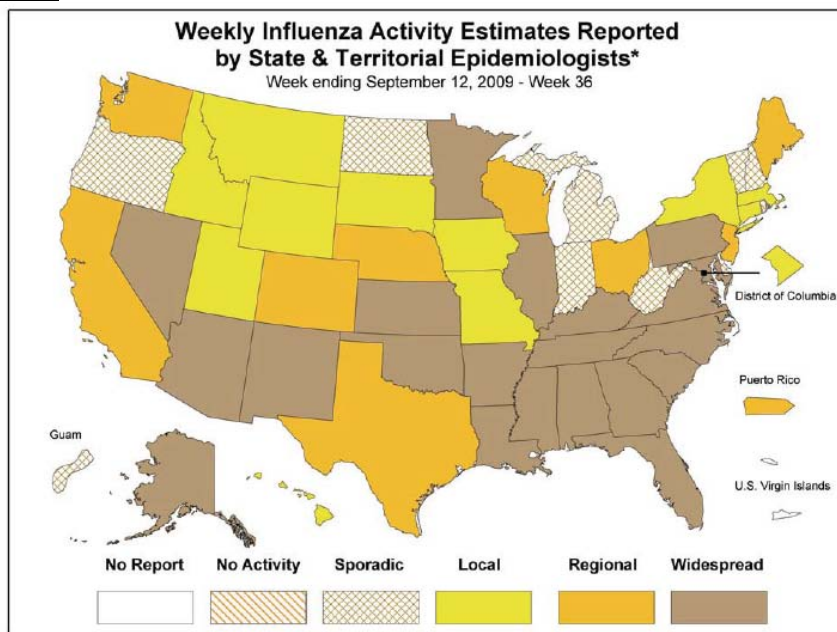 Weekly Influenza Activity Estimates Reported
by State & Territorial Epidemiologists*
Week ending September 12, 2009 - Week 36
District of Columbia
Puerto Rico
Guam
U.S. Virgin Islands
No Report
No Activity
Sporadic
Local
Regional
Widespread